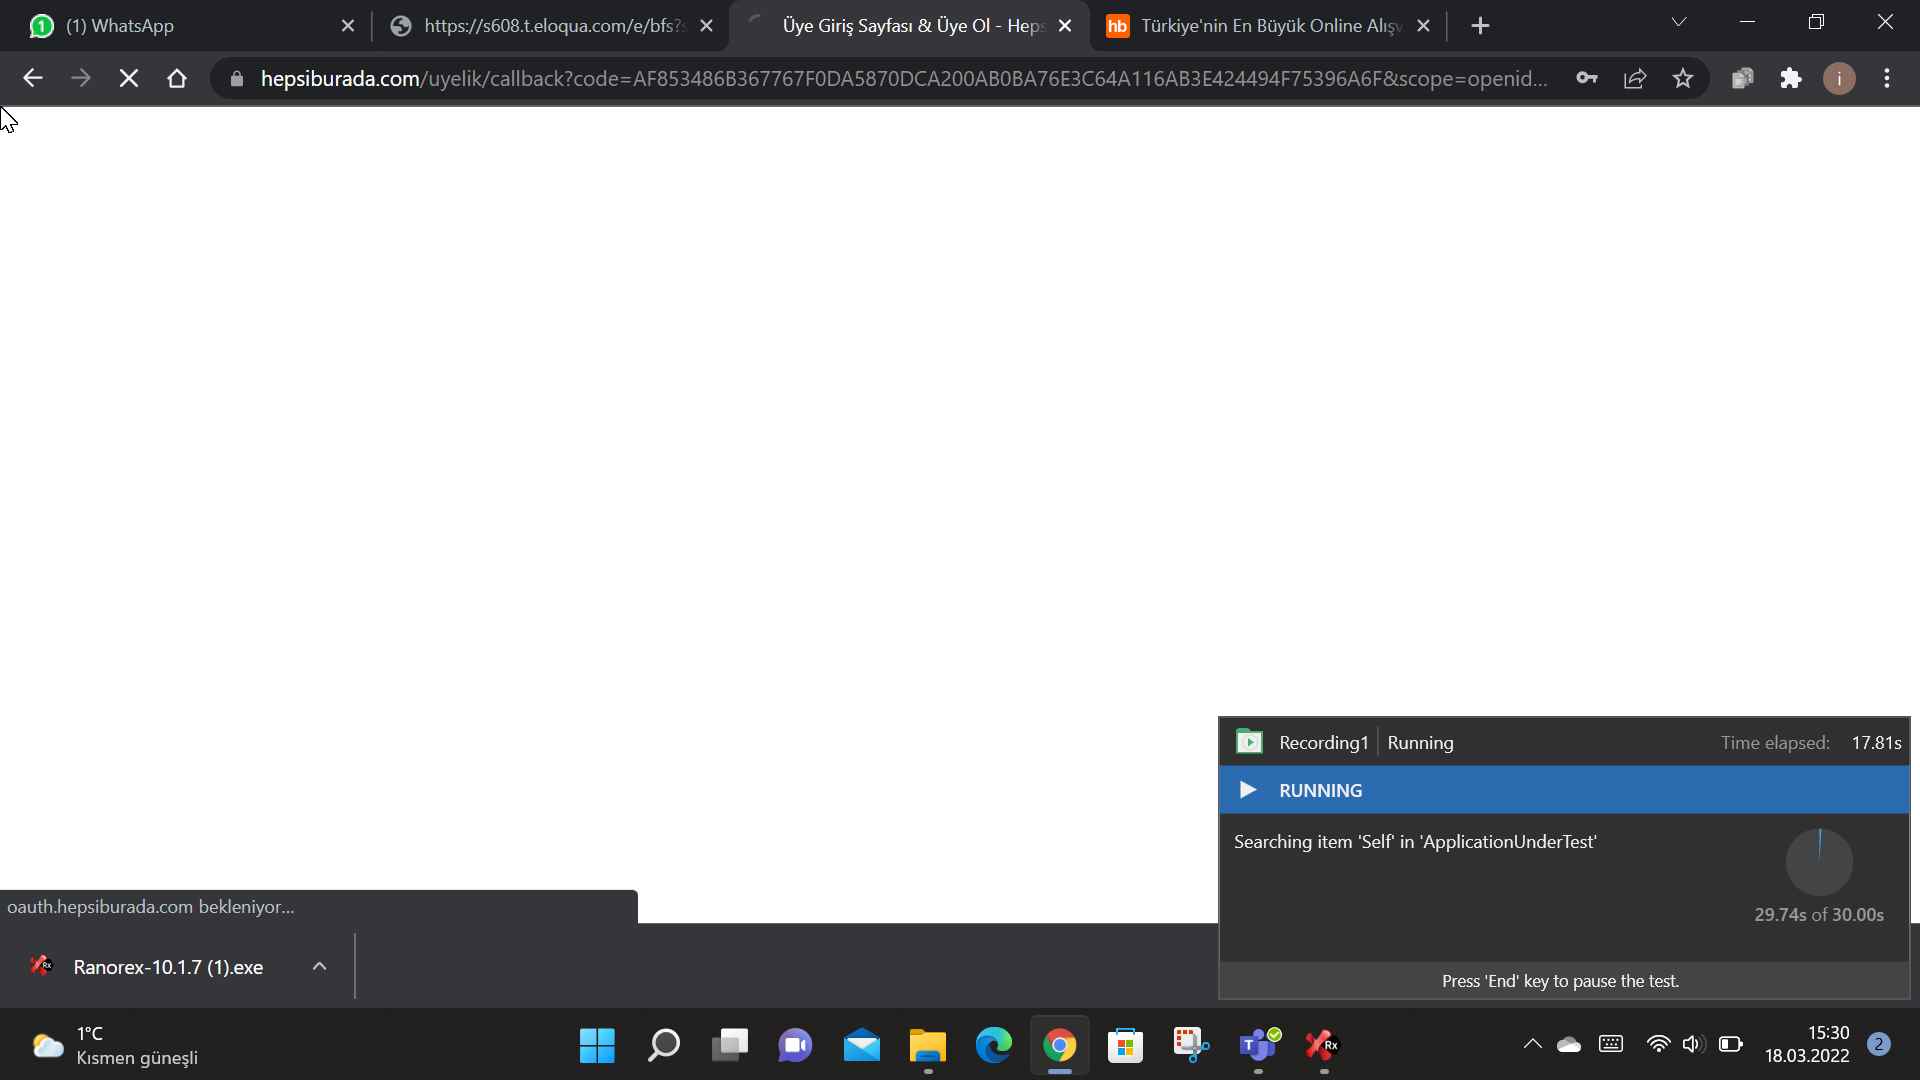 (1) WhatsApp
https://s608.t.eloqua.com/e/bfs?s
Üye Giriş Sayfası & Üye Ol - Heps
hb Türkiye'nin En Büyük Online Alışv
hepsiburada.com/uyelik/callback?code=AF853486B367767F0DA5870DCA200AB0BA76E3C64A116AB3E424494F75396A6F&scope=openid...
i
Recording1 Running Time elapsed: 17.81s
RUNNING
Searching item 'Self' in 'ApplicationUnderTest'
29.74s of 30.00s
Press 'End' key to pause the test.
oauth.hepsiburada.com bekleniyor...
Ranorex-10.1.7 (1).exe
1°C
Kısmen güneşli
15:30
18.03.2022
2